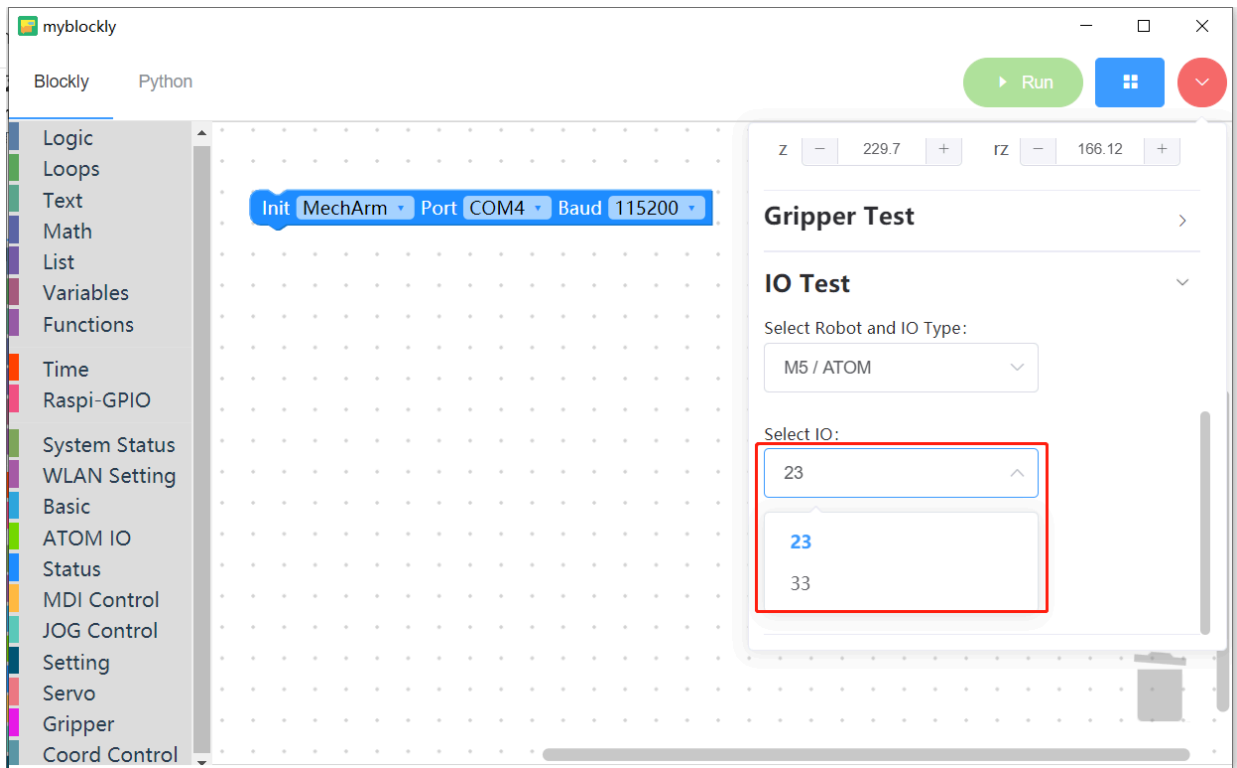 myblockly
Blockly Python
Run
Logic
Loops
Text
Math
List
Variables
Functions
Time
Raspi-GPIO
System Status
WLAN Setting
Basic
ATOM IO
Status
MDI Control
JOG Control
Setting
Servo
Gripper
Coord Control
Init MechArm Port COM4 Baud 115200
z − 229.7 + rz − 166.12 +
Gripper Test
IO Test
Select Robot and IO Type:
M5 / ATOM
Select IO:
23
23
33